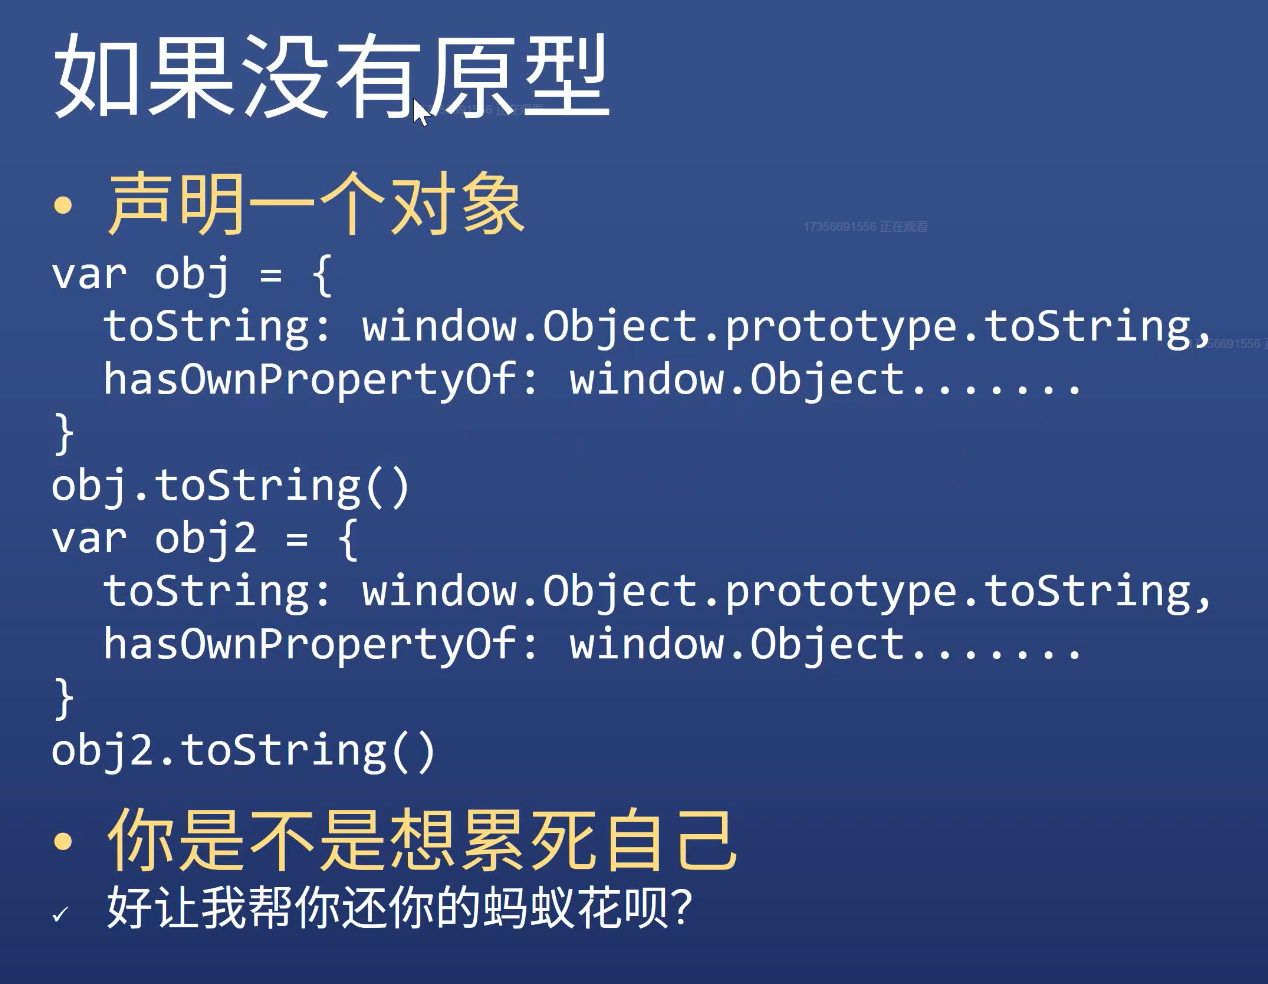 如果没有原型
• 声明一个对象
17356691556 正在观看
var obj = {
toString: window.Object.prototype.toString,
hasOwnPropertyOf: window.Object.......
}
obj.toString()
var obj2 = {
toString: window.Object.prototype.toString,
hasOwnPropertyOf: window.Object.......
}
obj2.toString()
• 你是不是想累死自己
✓ 好让我帮你还你的蚂蚁花呗?